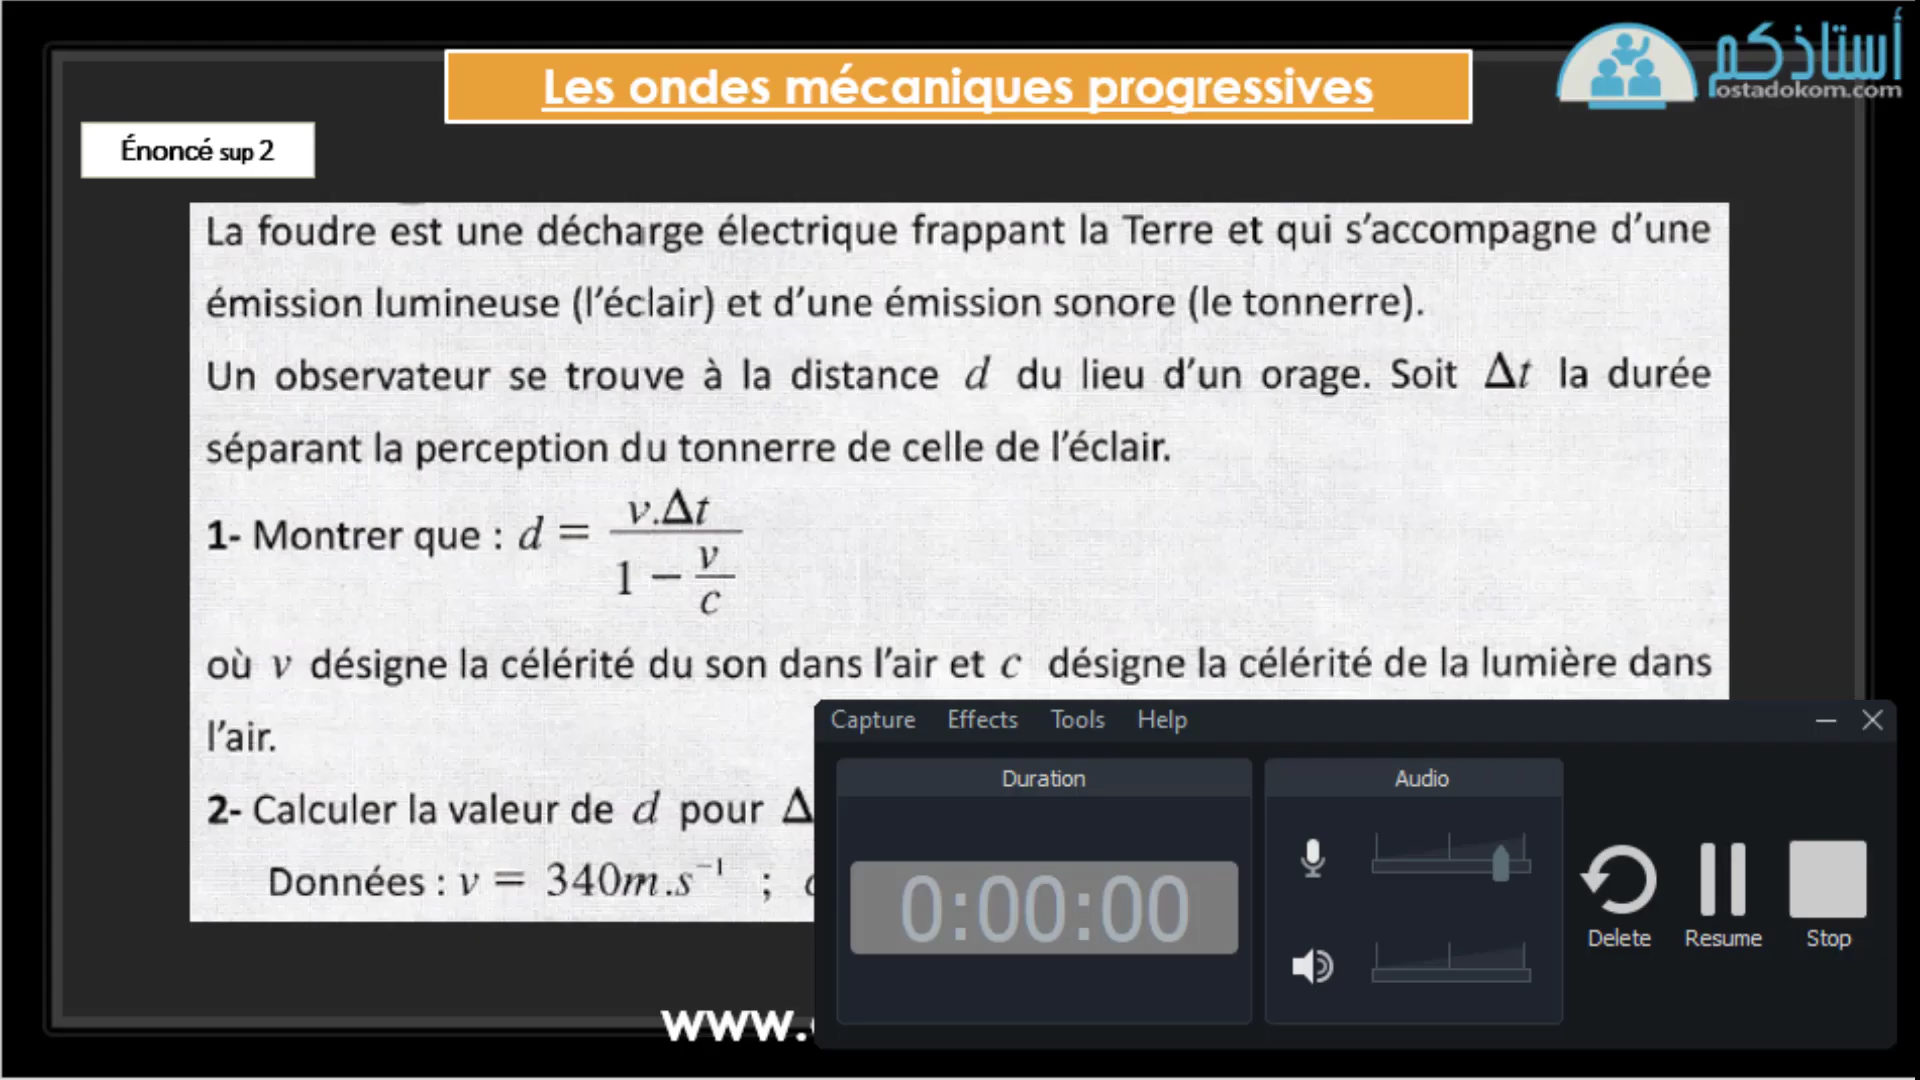 Les ondes mécaniques progressives
أستاذكم
ostadokom.com
Énoncé sup 2
La foudre est une décharge électrique frappant la Terre et qui s'accompagne d'une
émission lumineuse (l'éclair) et d'une émission sonore (le tonnerre).
Un observateur se trouve à la distance d du lieu d'un orage. Soit Δt la durée
séparant la perception du tonnerre de celle de l'éclair.
1- Montrer que : d = v.Δt / (1 − v/c)
où v désigne la célérité du son dans l'air et c désigne la célérité de la lumière dans
l'air.
2- Calculer la valeur de d pour Δ
Données : v = 340m.s⁻¹ ;
www.
Capture Effects Tools Help
Duration
Audio
0:00:00
Delete Resume Stop